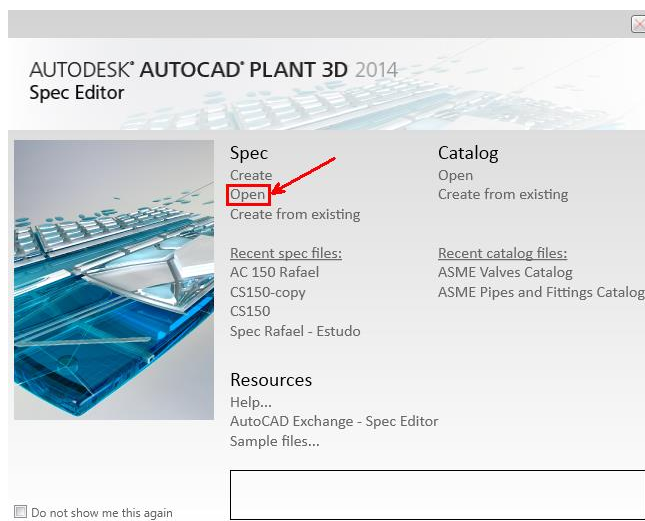 AUTODESK® AUTOCAD® PLANT 3D 2014
Spec Editor
Spec
Create
Open
Create from existing
Recent spec files:
AC 150 Rafael
CS150-copy
CS150
Spec Rafael - Estudo
Catalog
Open
Create from existing
Recent catalog files:
ASME Valves Catalog
ASME Pipes and Fittings Catalog
Resources
Help...
AutoCAD Exchange - Spec Editor
Sample files...
Do not show me this again